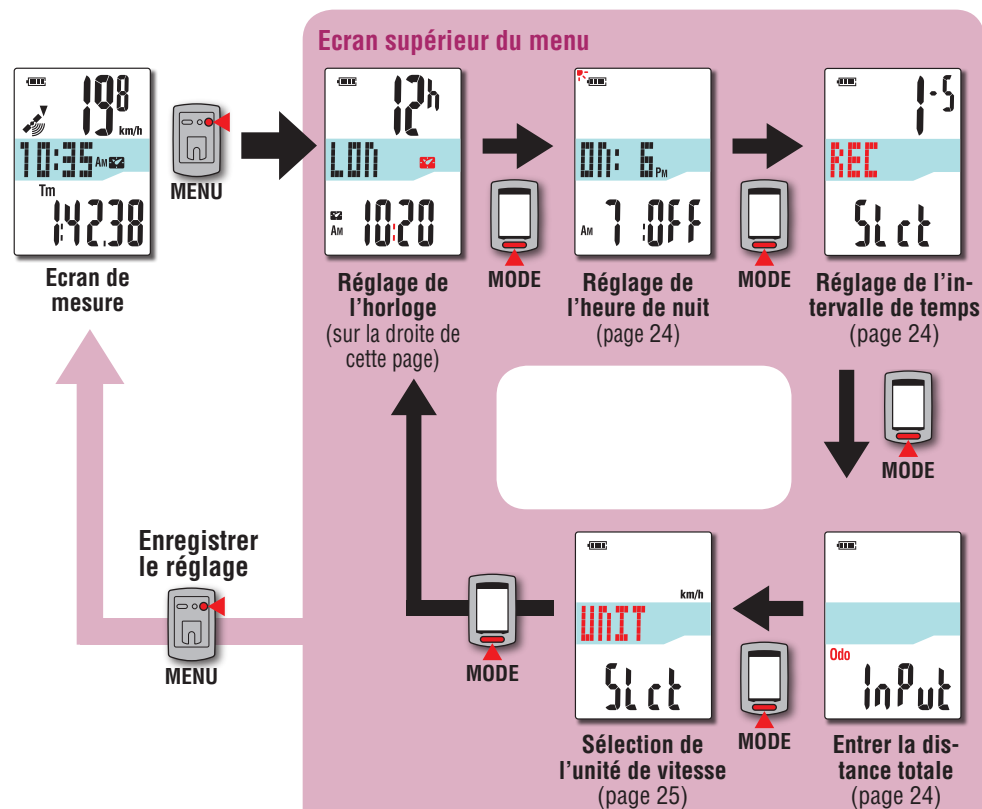 Ecran supérieur du menu
19 8
km/h
10:35 AM
Tm
1:42.38
Ecran de
mesure
MENU
12h
LON
AM 10:20
Réglage de
l'horloge
(sur la droite de
cette page)
MODE
ON: 6 PM
AM 7 :OFF
Réglage de
l'heure de nuit
(page 24)
MODE
1-S
REC
SLct
Réglage de l'in-
tervalle de temps
(page 24)
MODE
Enregistrer
le réglage
MENU
MODE
km/h
UNIT
SLct
Sélection de
l'unité de vitesse
(page 25)
MODE
Odo
InPut
Entrer la dis-
tance totale
(page 24)